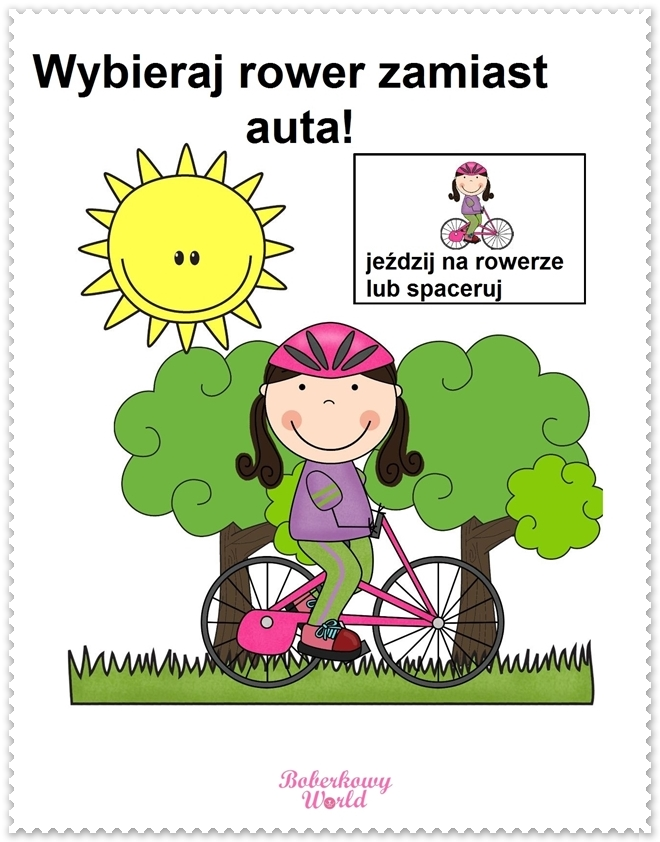 Wybieraj rower zamiast
auta!
jeździj na rowerze
lub spaceruj
Boberkowy
World